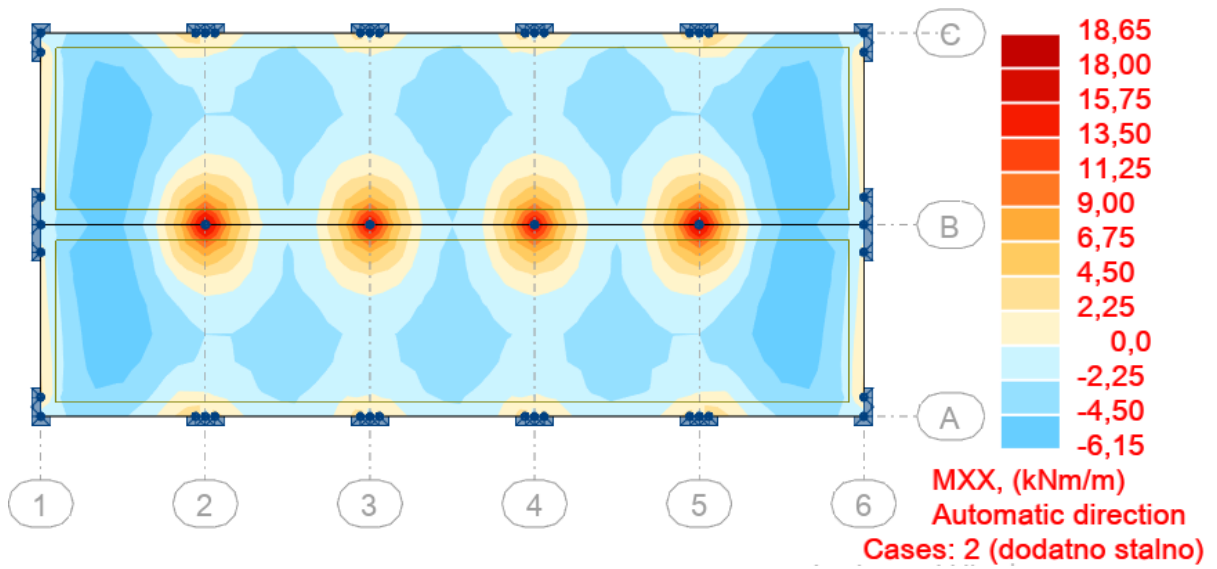 18,65
18,00
15,75
13,50
11,25
9,00
6,75
4,50
2,25
0,0
-2,25
-4,50
-6,15
MXX, (kNm/m)
Automatic direction
Cases: 2 (dodatno stalno)
C
B
A
1 2 3 4 5 6